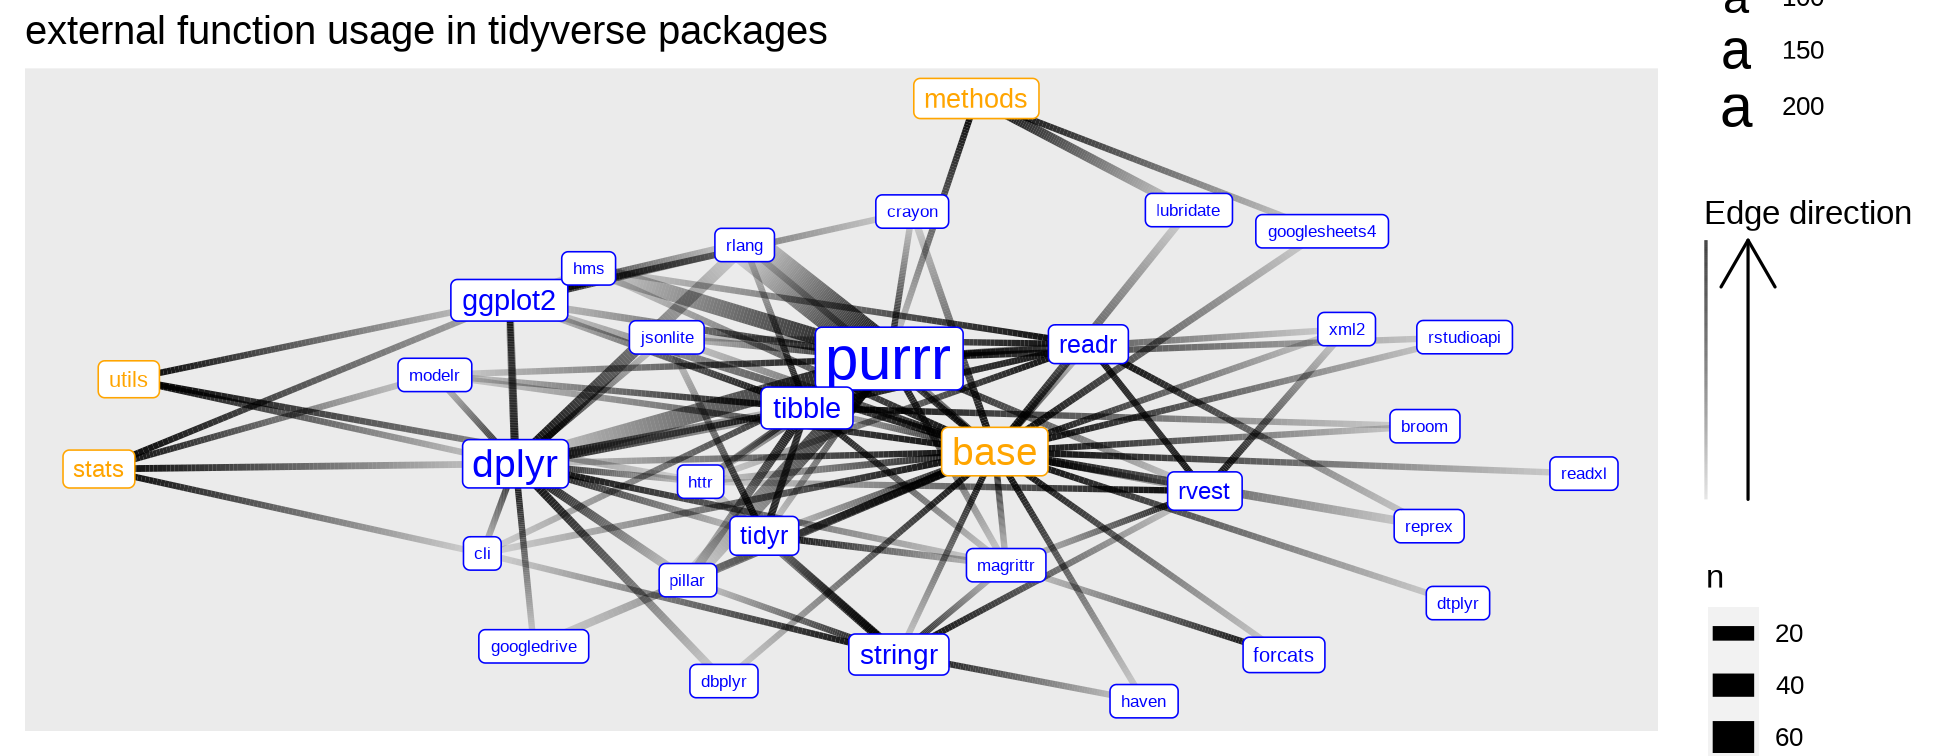 external function usage in tidyverse packages
methods
crayon
lubridate
googlesheets4
rlang
hms
ggplot2
jsonlite
purrr
readr
xml2
rstudioapi
utils
modelr
tibble
broom
base
stats
dplyr
httr
rvest
readxl
reprex
tidyr
cli
pillar
magrittr
dtplyr
googledrive
stringr
forcats
dbplyr
haven
a 100
a 150
a 200
Edge direction
n
20
40
60